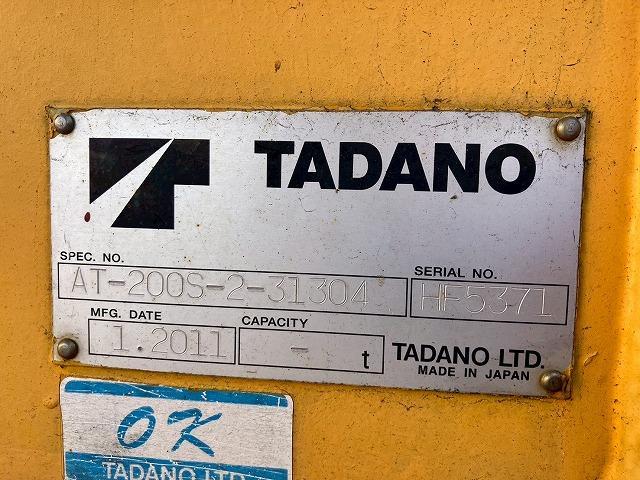 TADANO
SPEC. NO.
AT-200S-2-31304
SERIAL NO.
HF5371
MFG. DATE
1.2011
CAPACITY
- t
TADANO LTD.
MADE IN JAPAN
OK
TADANO LTD